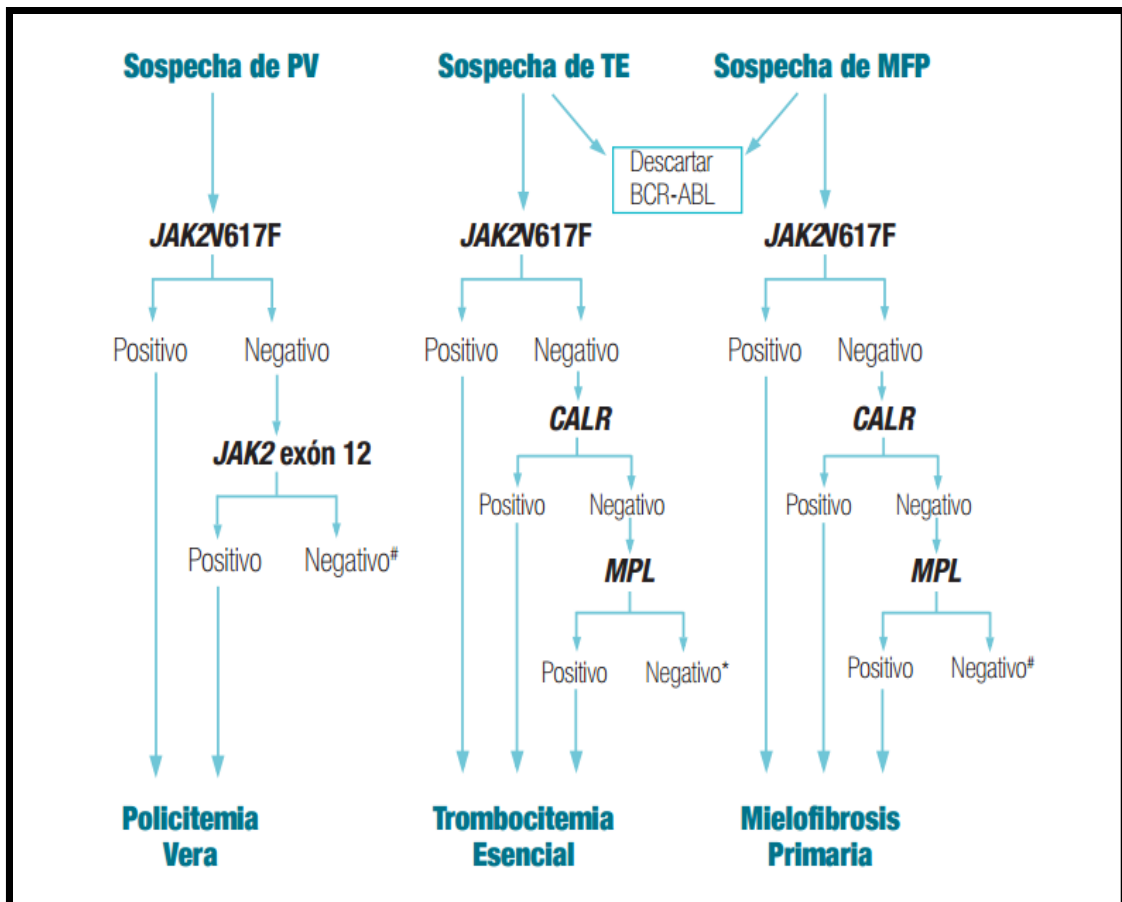 Sospecha de PV
Sospecha de TE
Sospecha de MFP
Descartar
BCR-ABL
JAK2V617F
JAK2V617F
JAK2V617F
Positivo
Negativo
Positivo
Negativo
Positivo
Negativo
CALR
CALR
JAK2 exón 12
Positivo
Negativo
Positivo
Negativo
Positivo
Negativo#
MPL
MPL
Positivo
Negativo*
Positivo
Negativo#
Policitemia
Vera
Trombocitemia
Esencial
Mielofibrosis
Primaria